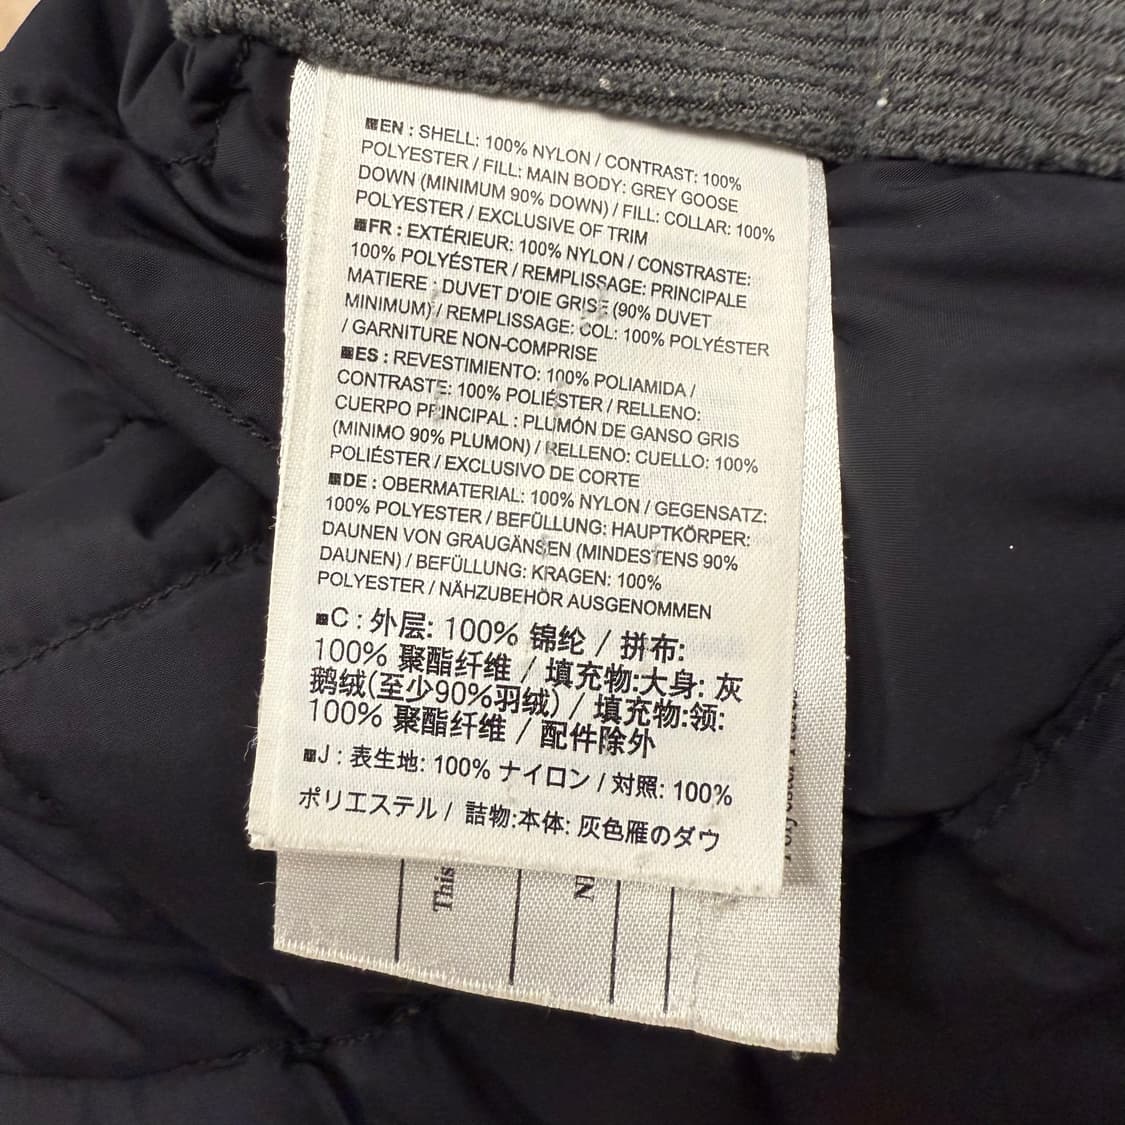 EN : SHELL: 100% NYLON / CONTRAST: 100%
POLYESTER / FILL: MAIN BODY: GREY GOOSE
DOWN (MINIMUM 90% DOWN) / FILL: COLLAR: 100%
POLYESTER / EXCLUSIVE OF TRIM
FR : EXTÉRIEUR: 100% NYLON / CONSTRASTE:
100% POLYÉSTER / REMPLISSAGE: PRINCIPALE
MATIERE : DUVET D'OIE GRISE (90% DUVET
MINIMUM) / REMPLISSAGE: COL: 100% POLYÉSTER
/ GARNITURE NON-COMPRISE
ES : REVESTIMIENTO: 100% POLIAMIDA /
CONTRASTE: 100% POLIÉSTER / RELLENO:
CUERPO PRINCIPAL : PLUMÓN DE GANSO GRIS
(MINIMO 90% PLUMON) / RELLENO: CUELLO: 100%
POLIÉSTER / EXCLUSIVO DE CORTE
DE : OBERMATERIAL: 100% NYLON / GEGENSATZ:
100% POLYESTER / BEFÜLLUNG: HAUPTKÖRPER:
DAUNEN VON GRAUGÄNSEN (MINDESTENS 90%
DAUNEN) / BEFÜLLUNG: KRAGEN: 100%
POLYESTER / NÄHZUBEHÖR AUSGENOMMEN
C : 外层: 100% 锦纶 / 拼布:
100% 聚酯纤维 / 填充物:大身: 灰
鹅绒(至少90%羽绒) / 填充物:领:
100% 聚酯纤维 / 配件除外
J : 表生地: 100% ナイロン / 対照: 100%
ポリエステル / 詰物:本体: 灰色雁のダウ
This